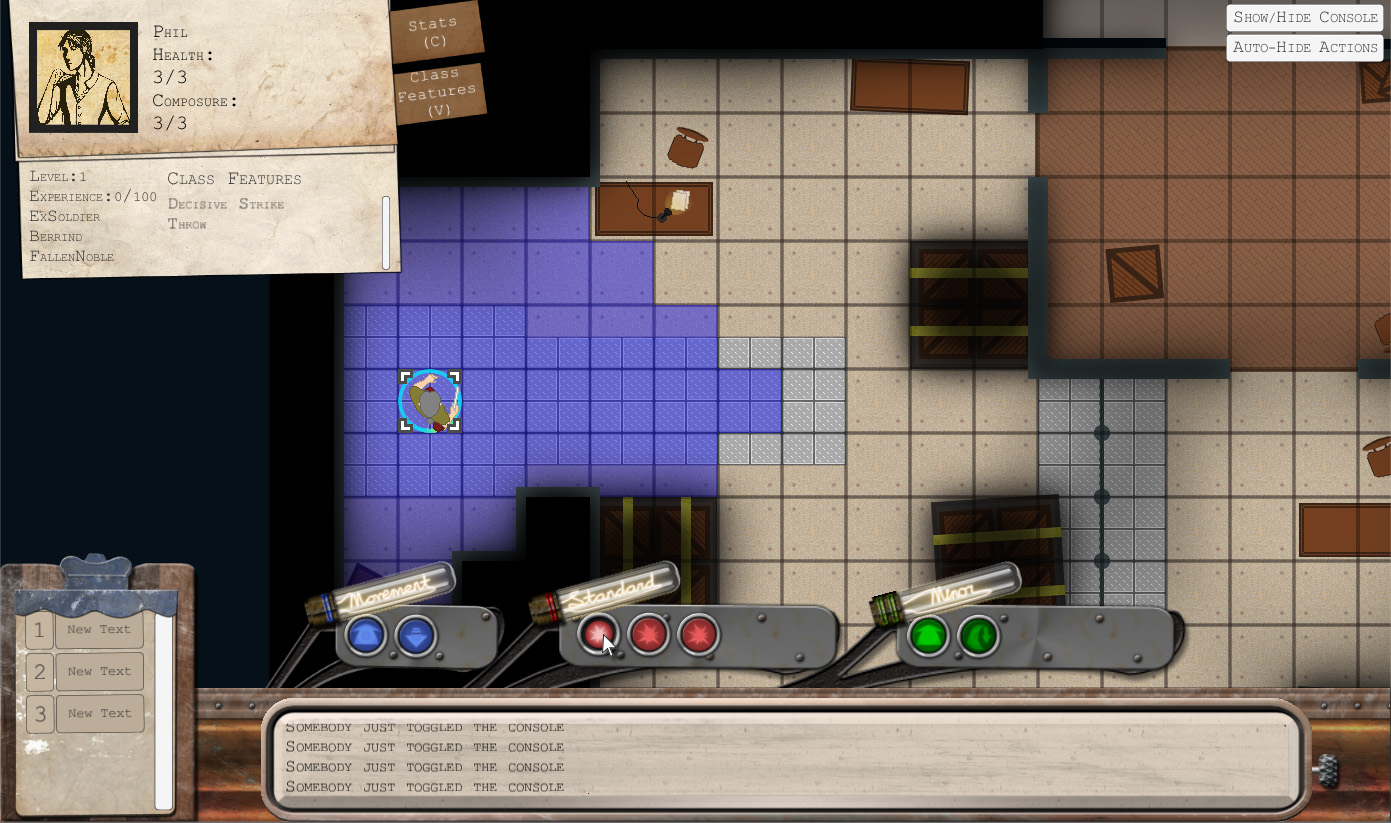 Phil
Health:
3/3
Composure:
3/3
Stats
(C)
Class
Features
(V)
Show/Hide Console
Auto-Hide Actions
Level:1
Experience:0/100
ExSoldier
Berrind
FallenNoble
Class Features
Decisive Strike
Throw
Movement
Standard
Minor
1 New Text
2 New Text
3 New Text
Somebody just toggled the console
Somebody just toggled the console
Somebody just toggled the console
Somebody just toggled the console